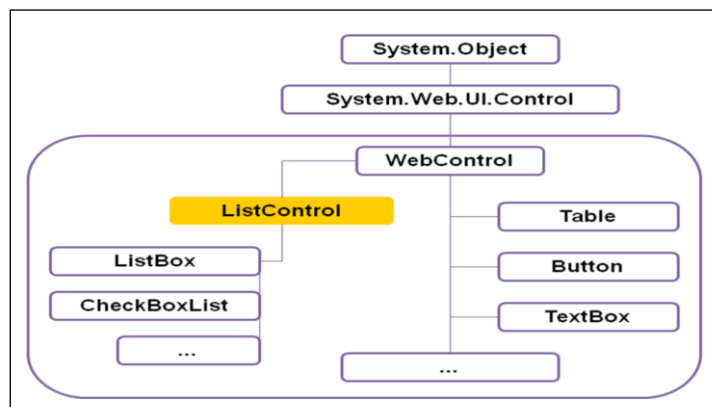 System.Object
System.Web.UI.Control
WebControl
ListControl
Table
ListBox
Button
CheckBoxList
TextBox
...
...